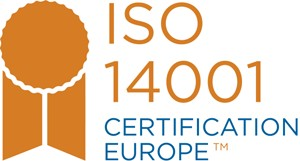 ISO
14001
CERTIFICATION
EUROPE™